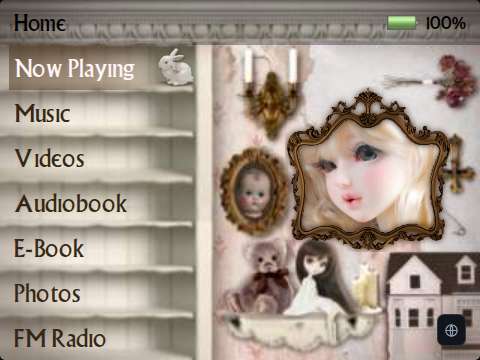 Home
100%
Now Playing
Music
Videos
Audiobook
E-Book
Photos
FM Radio